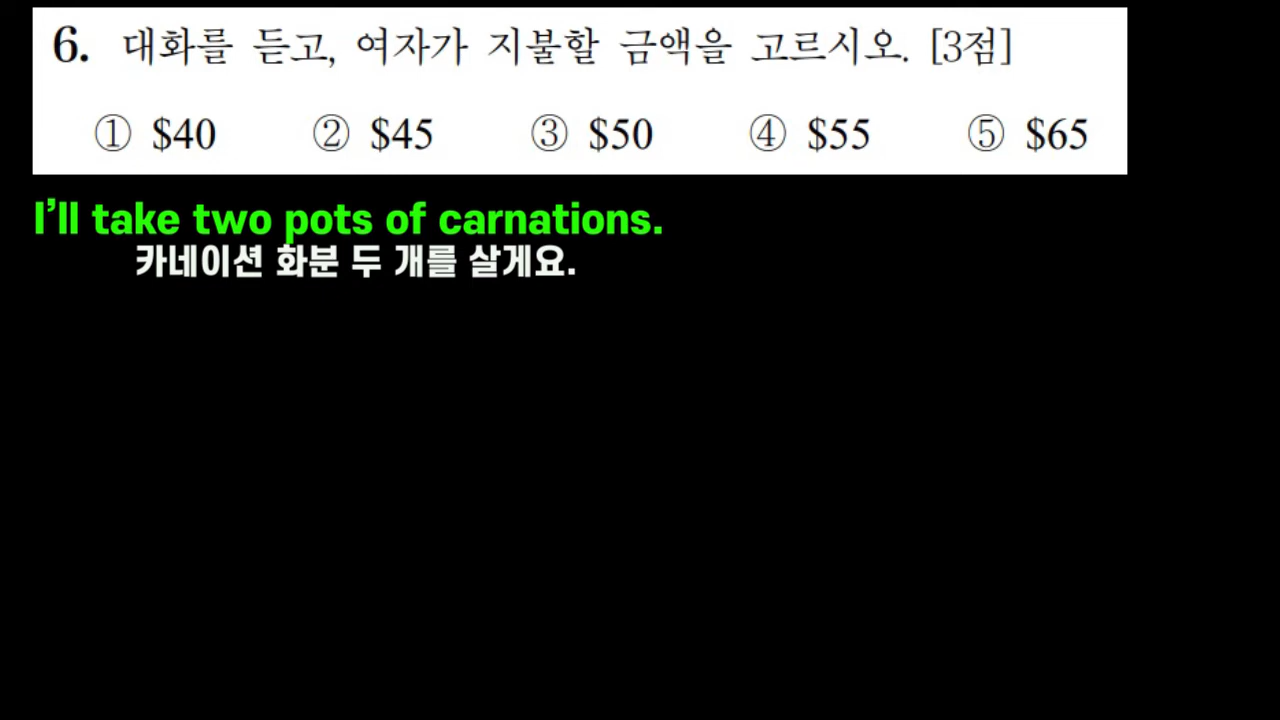 6. 대화를 듣고, 여자가 지불할 금액을 고르시오. [3점]
① $40 ② $45 ③ $50 ④ $55 ⑤ $65
I’ll take two pots of carnations.
카네이션 화분 두 개를 살게요.